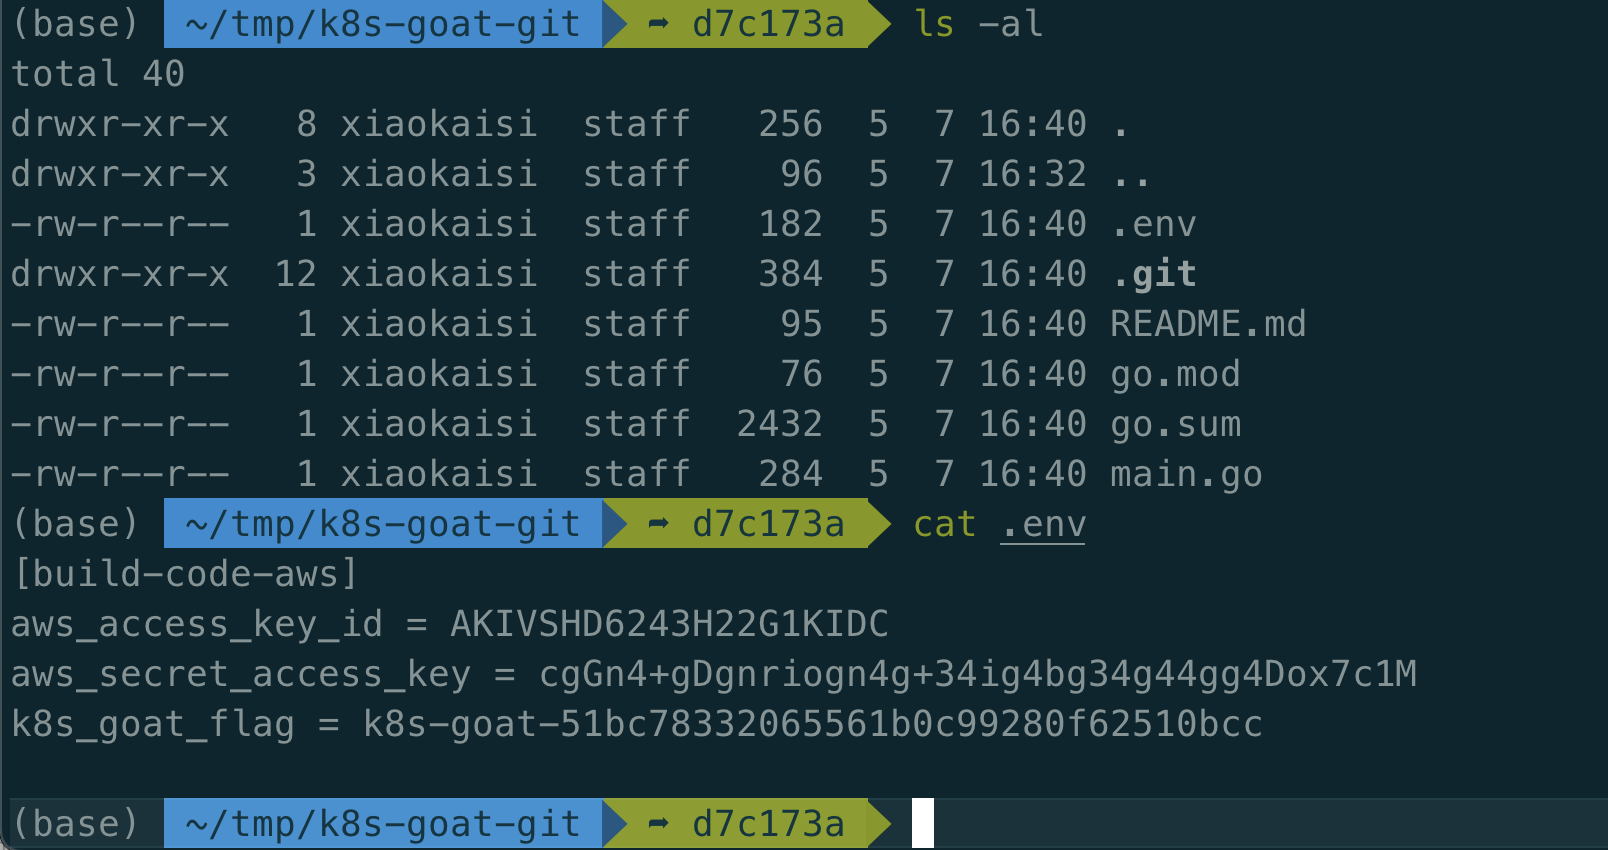 (base) ~/tmp/k8s-goat-git ➦ d7c173a ls -al
total 40
drwxr-xr-x 8 xiaokaisi staff 256 5 7 16:40 .
drwxr-xr-x 3 xiaokaisi staff 96 5 7 16:32 ..
-rw-r--r-- 1 xiaokaisi staff 182 5 7 16:40 .env
drwxr-xr-x 12 xiaokaisi staff 384 5 7 16:40 .git
-rw-r--r-- 1 xiaokaisi staff 95 5 7 16:40 README.md
-rw-r--r-- 1 xiaokaisi staff 76 5 7 16:40 go.mod
-rw-r--r-- 1 xiaokaisi staff 2432 5 7 16:40 go.sum
-rw-r--r-- 1 xiaokaisi staff 284 5 7 16:40 main.go
(base) ~/tmp/k8s-goat-git ➦ d7c173a cat .env
[build-code-aws]
aws_access_key_id = AKIVSHD6243H22G1KIDC
aws_secret_access_key = cgGn4+gDgnriogn4g+34ig4bg34g44gg4Dox7c1M
k8s_goat_flag = k8s-goat-51bc78332065561b0c99280f62510bcc
(base) ~/tmp/k8s-goat-git ➦ d7c173a